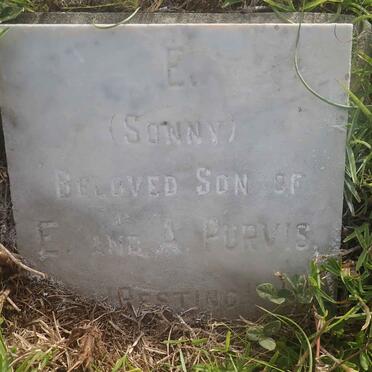 E.
(SONNY)
BELOVED SON OF
E. AND A. PURVIS.
(RESTING)